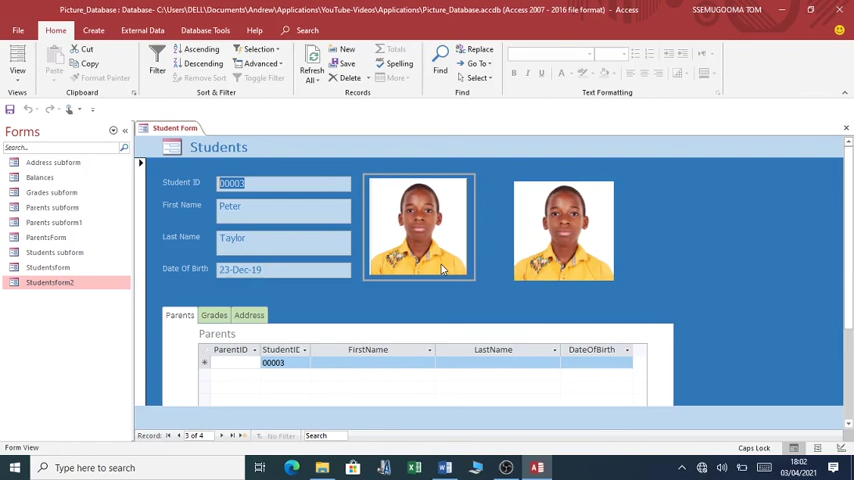 Picture_Database : Database- C:\Users\DELL\Documents\Andrew\Applications\YouTube-Videos\Applications\Picture_Database.accdb (Access 2007 - 2016 file format) - Access
SSEMUGOOMA TOM
File Home Create External Data Database Tools Help Search
View
Paste
Cut
Copy
Format Painter
Filter
Ascending
Descending
Remove Sort
Selection
Advanced
Toggle Filter
Refresh All
New
Save
Delete
Totals
Spelling
More
Find
Replace
Go To
Select
B I U A
Views Clipboard Sort & Filter Records Find Text Formatting
Forms
Search...
Address subform
Balances
Grades subform
Parents subform
Parents subform1
ParentsForm
Students subform
Studentsform
Studentsform2
Student Form
Students
Student ID 00003
First Name Peter
Last Name Taylor
Date Of Birth 23-Dec-19
Parents Grades Address
Parents
ParentID StudentIE FirstName LastName DateOfBirth
* 00003
Record: 3 of 4 No Filter Search
Form View
Caps Lock
Type here to search
18:02
03/04/2021